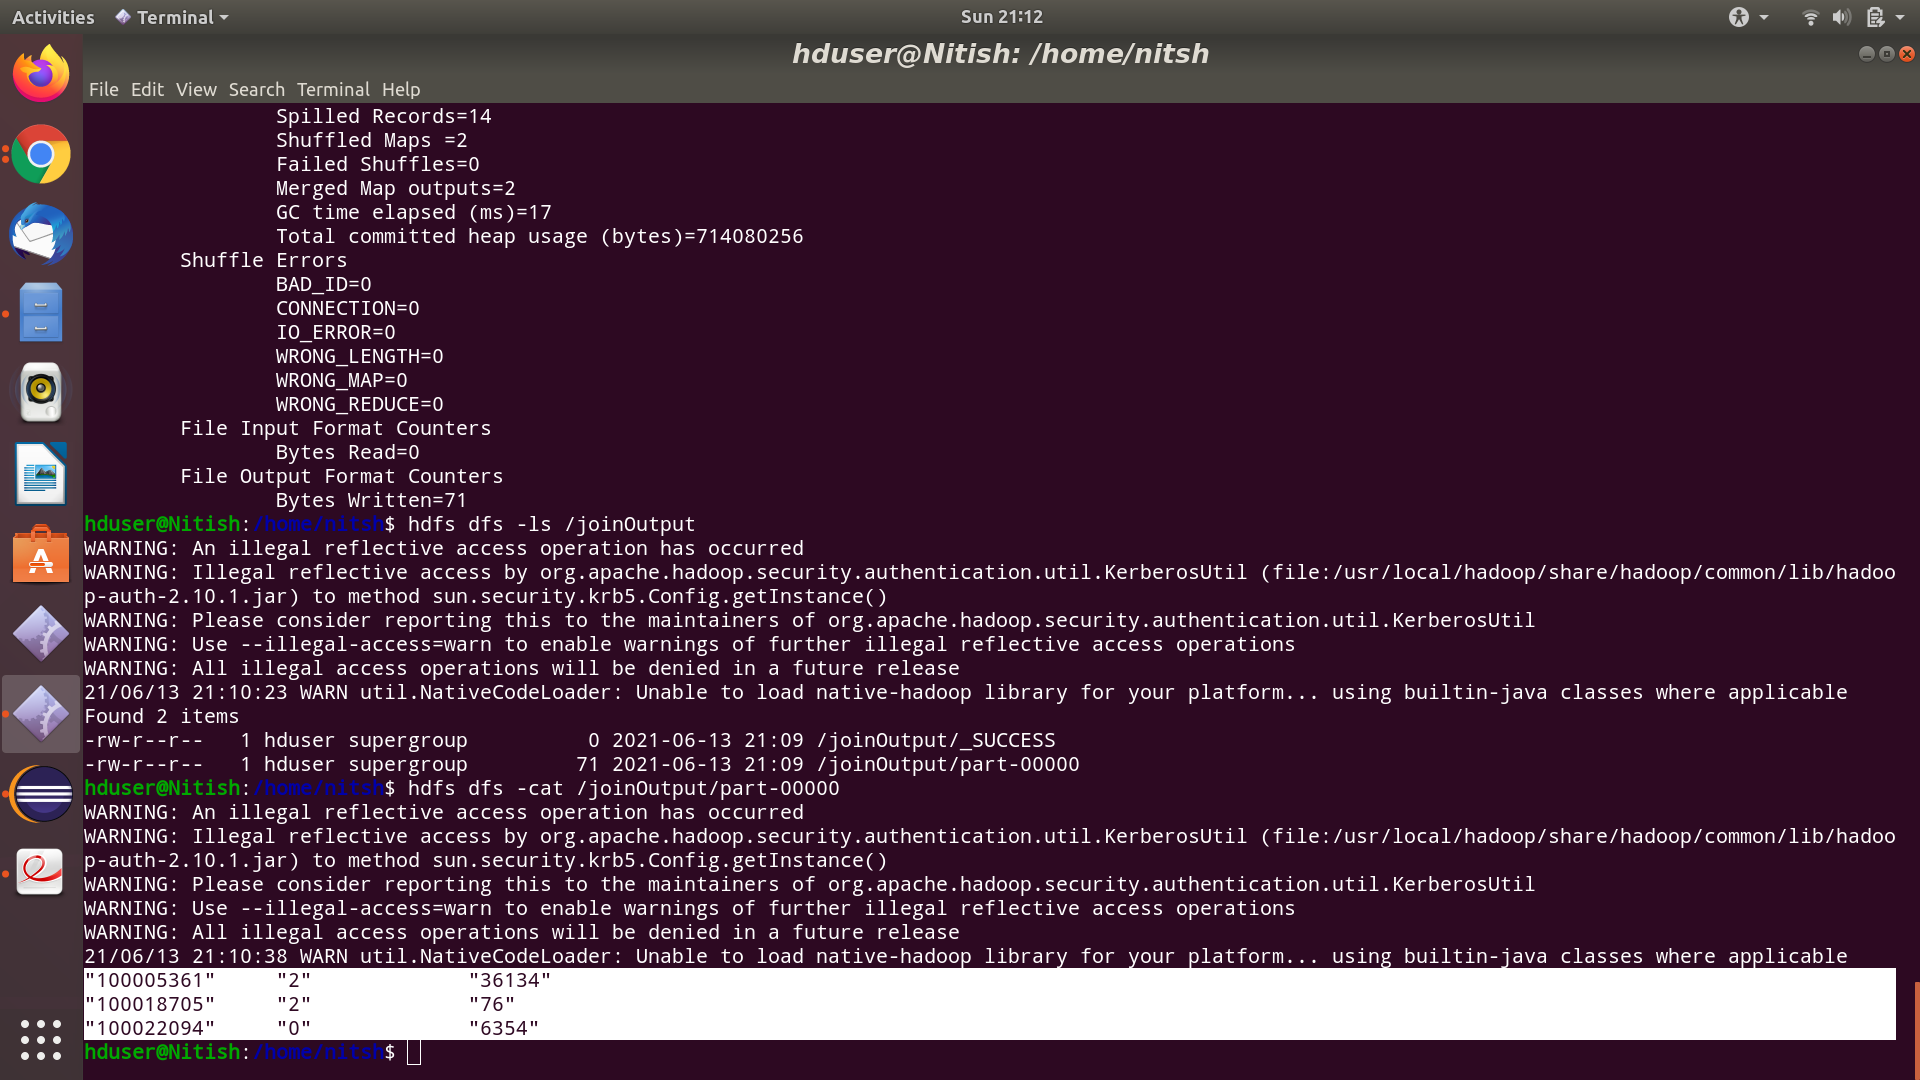 Activities Terminal Sun 21:12
hduser@Nitish: /home/nitsh
File Edit View Search Terminal Help
Spilled Records=14
Shuffled Maps =2
Failed Shuffles=0
Merged Map outputs=2
GC time elapsed (ms)=17
Total committed heap usage (bytes)=714080256
Shuffle Errors
BAD_ID=0
CONNECTION=0
IO_ERROR=0
WRONG_LENGTH=0
WRONG_MAP=0
WRONG_REDUCE=0
File Input Format Counters
Bytes Read=0
File Output Format Counters
Bytes Written=71
hduser@Nitish:/home/nitsh$ hdfs dfs -ls /joinOutput
WARNING: An illegal reflective access operation has occurred
WARNING: Illegal reflective access by org.apache.hadoop.security.authentication.util.KerberosUtil (file:/usr/local/hadoop/share/hadoop/common/lib/hadoo
p-auth-2.10.1.jar) to method sun.security.krb5.Config.getInstance()
WARNING: Please consider reporting this to the maintainers of org.apache.hadoop.security.authentication.util.KerberosUtil
WARNING: Use --illegal-access=warn to enable warnings of further illegal reflective access operations
WARNING: All illegal access operations will be denied in a future release
21/06/13 21:10:23 WARN util.NativeCodeLoader: Unable to load native-hadoop library for your platform... using builtin-java classes where applicable
Found 2 items
-rw-r--r--   1 hduser supergroup          0 2021-06-13 21:09 /joinOutput/_SUCCESS
-rw-r--r--   1 hduser supergroup         71 2021-06-13 21:09 /joinOutput/part-00000
hduser@Nitish:/home/nitsh$ hdfs dfs -cat /joinOutput/part-00000
WARNING: An illegal reflective access operation has occurred
WARNING: Illegal reflective access by org.apache.hadoop.security.authentication.util.KerberosUtil (file:/usr/local/hadoop/share/hadoop/common/lib/hadoo
p-auth-2.10.1.jar) to method sun.security.krb5.Config.getInstance()
WARNING: Please consider reporting this to the maintainers of org.apache.hadoop.security.authentication.util.KerberosUtil
WARNING: Use --illegal-access=warn to enable warnings of further illegal reflective access operations
WARNING: All illegal access operations will be denied in a future release
21/06/13 21:10:38 WARN util.NativeCodeLoader: Unable to load native-hadoop library for your platform... using builtin-java classes where applicable
"100005361"     "2"             "36134"
"100018705"     "2"             "76"
"100022094"     "0"             "6354"
hduser@Nitish:/home/nitsh$